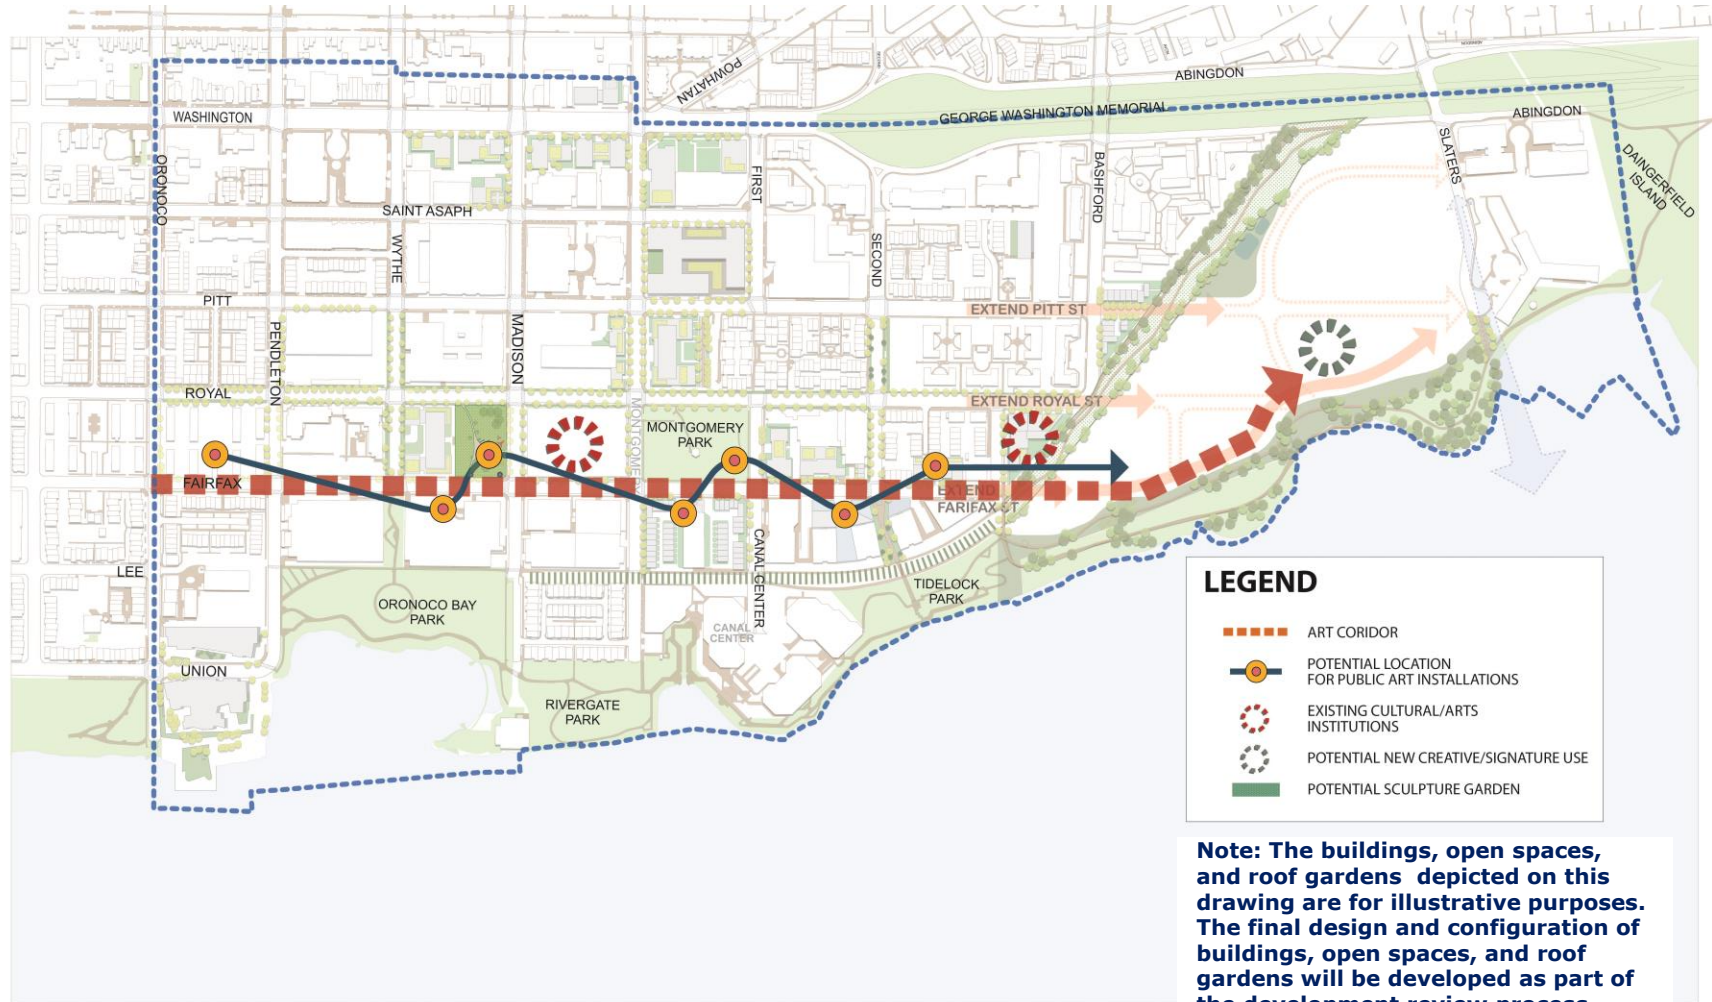 POWHATAN
ABINGDON
GEORGE WASHINGTON MEMORIAL
ABINGDON
WASHINGTON
ORONOCO
SLATERS
DAINGERFIELD
ISLAND
FIRST
BASHFORD
SAINT ASAPH
WYTHE
SECOND
PITT
EXTEND PITT ST
PENDLETON
MADISON
ROYAL
EXTEND ROYAL ST
MONTGOMERY
MONTGOMERY
PARK
FAIRFAX
EXTEND
FARIFAX ST
CANAL CENTER
LEE
TIDELOCK
PARK
ORONOCO BAY
PARK
CANAL
CENTER
UNION
RIVERGATE
PARK
LEGEND
ART CORIDOR
POTENTIAL LOCATION
FOR PUBLIC ART INSTALLATIONS
EXISTING CULTURAL/ARTS
INSTITUTIONS
POTENTIAL NEW CREATIVE/SIGNATURE USE
POTENTIAL SCULPTURE GARDEN
Note: The buildings, open spaces,
and roof gardens depicted on this
drawing are for illustrative purposes.
The final design and configuration of
buildings, open spaces, and roof
gardens will be developed as part of
the development review process